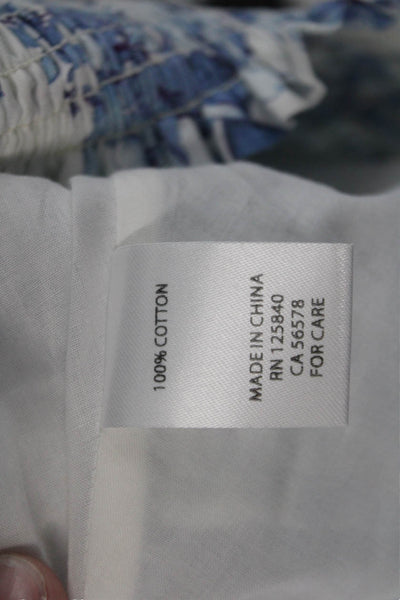 100% COTTON
MADE IN CHINA
RN 125840
CA 56578
FOR CARE